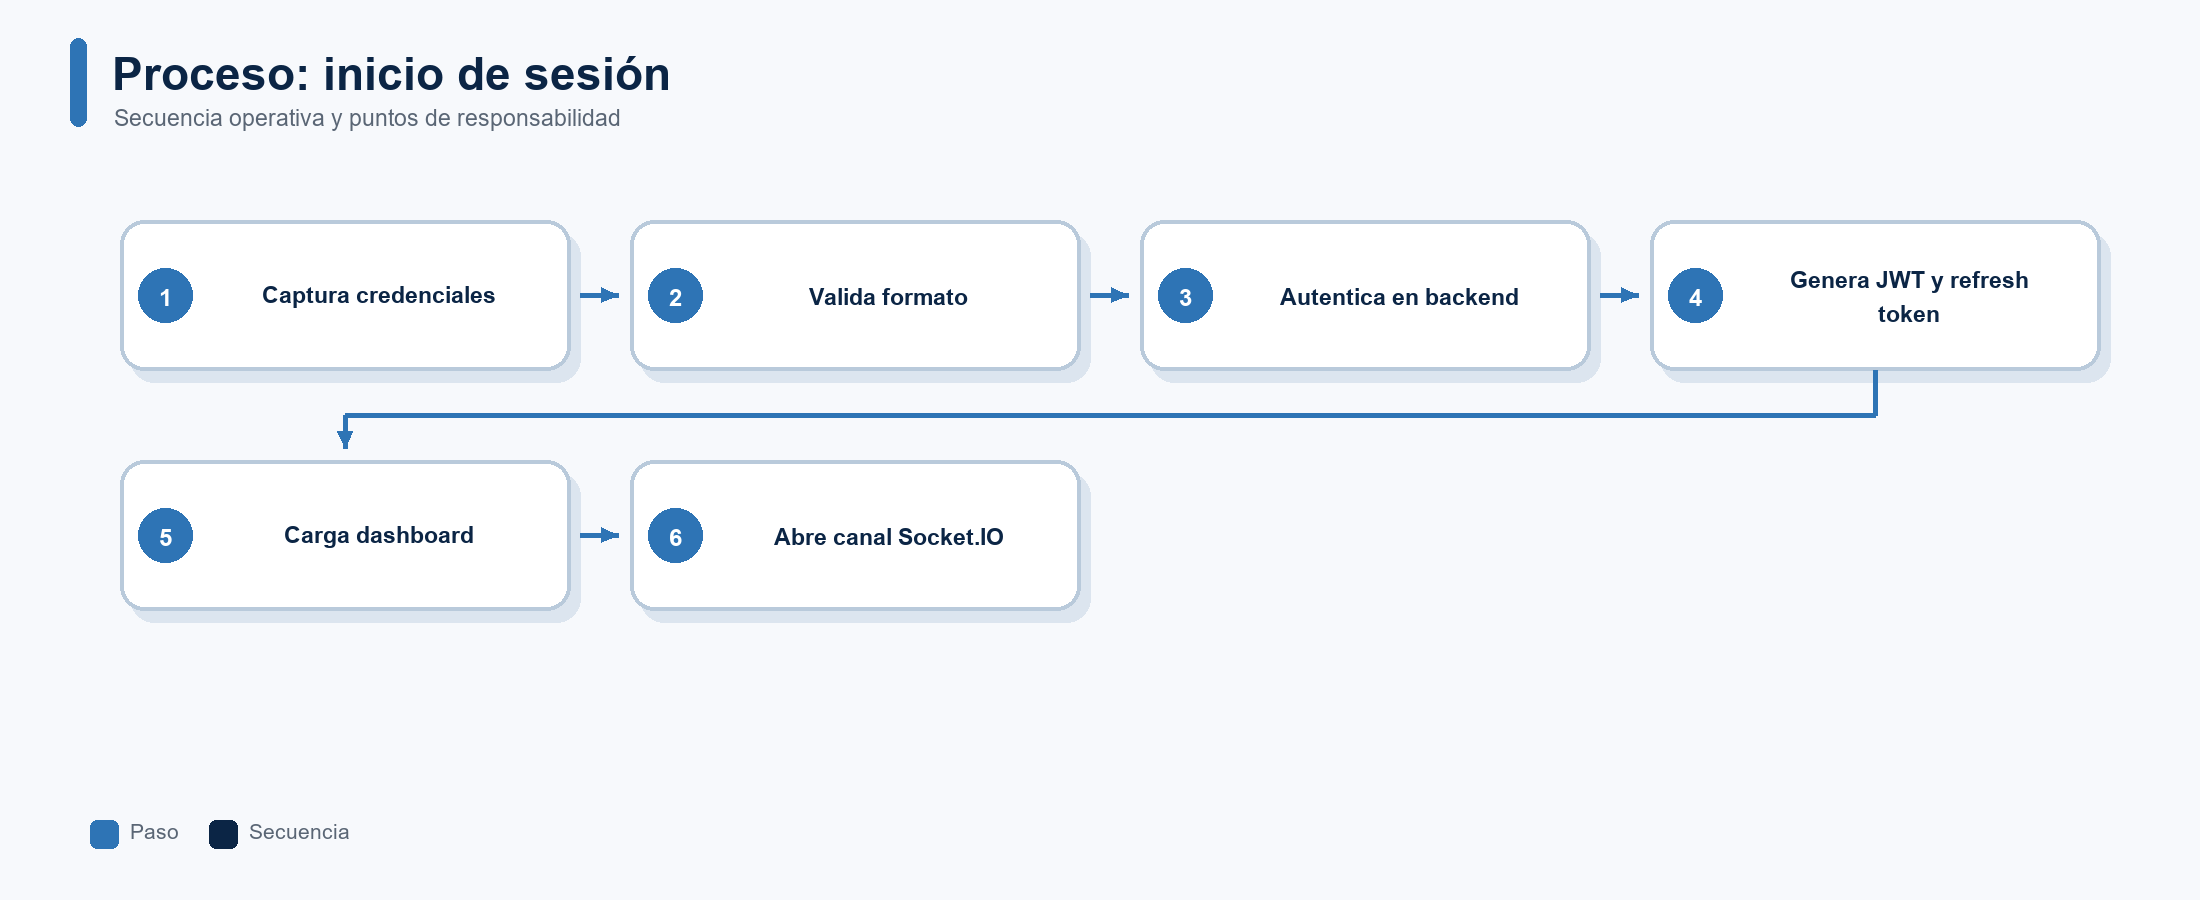 Proceso: inicio de sesión
Secuencia operativa y puntos de responsabilidad
1
Captura credenciales
2
Valida formato
3
Autentica en backend
4
Genera JWT y refresh
token
5
Carga dashboard
6
Abre canal Socket.IO
Paso
Secuencia